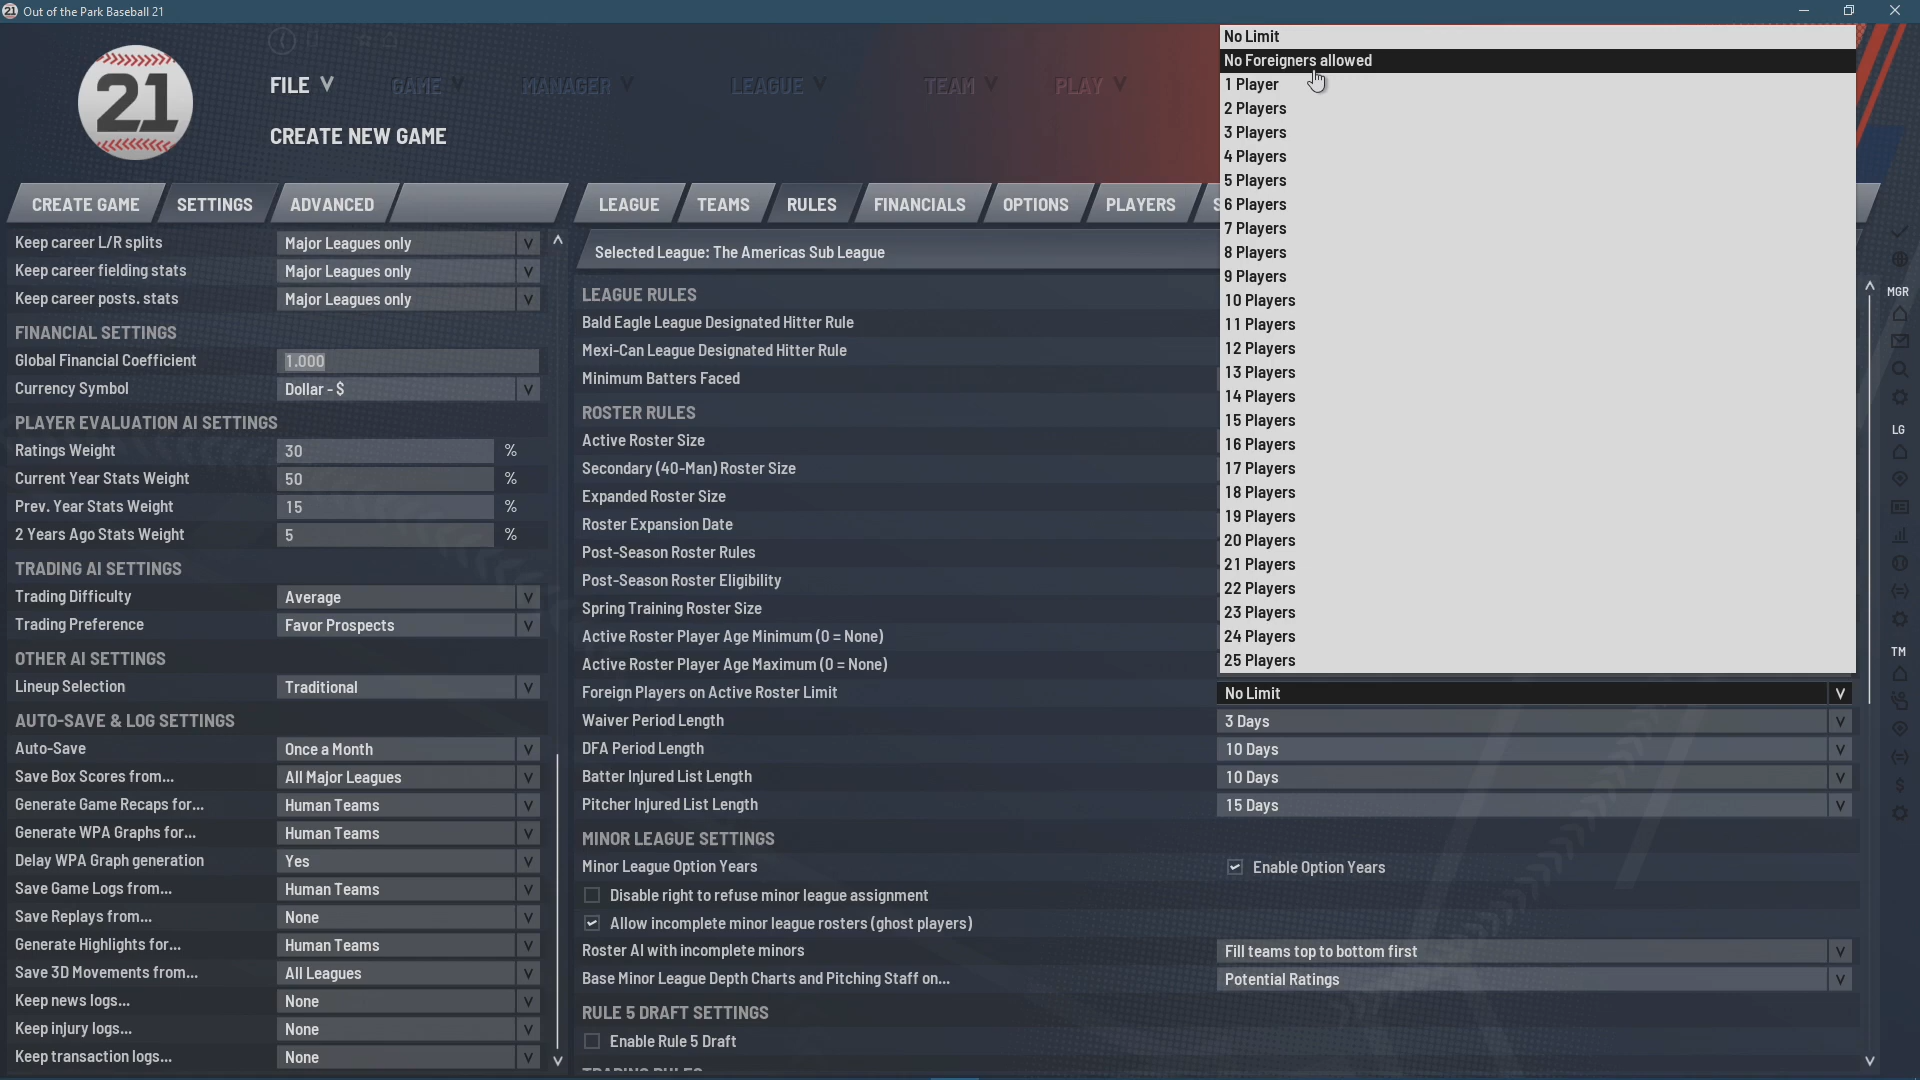 21 Out of the Park Baseball 21
21
FILE
GAME
MANAGER
LEAGUE
TEAM
PLAY
CREATE NEW GAME
CREATE GAME
SETTINGS
ADVANCED
LEAGUE
TEAMS
RULES
FINANCIALS
OPTIONS
PLAYERS
Keep career L/R splits Major Leagues only
Keep career fielding stats Major Leagues only
Keep career posts. stats Major Leagues only
FINANCIAL SETTINGS
Global Financial Coefficient 1.000
Currency Symbol Dollar - $
PLAYER EVALUATION AI SETTINGS
Ratings Weight 30 %
Current Year Stats Weight 50 %
Prev. Year Stats Weight 15 %
2 Years Ago Stats Weight 5 %
TRADING AI SETTINGS
Trading Difficulty Average
Trading Preference Favor Prospects
OTHER AI SETTINGS
Lineup Selection Traditional
AUTO-SAVE & LOG SETTINGS
Auto-Save Once a Month
Save Box Scores from... All Major Leagues
Generate Game Recaps for... Human Teams
Generate WPA Graphs for... Human Teams
Delay WPA Graph generation Yes
Save Game Logs from... Human Teams
Save Replays from... None
Generate Highlights for... Human Teams
Save 3D Movements from... All Leagues
Keep news logs... None
Keep injury logs... None
Keep transaction logs... None
Selected League: The Americas Sub League
LEAGUE RULES
Bald Eagle League Designated Hitter Rule
Mexi-Can League Designated Hitter Rule
Minimum Batters Faced
ROSTER RULES
Active Roster Size
Secondary (40-Man) Roster Size
Expanded Roster Size
Roster Expansion Date
Post-Season Roster Rules
Post-Season Roster Eligibility
Spring Training Roster Size
Active Roster Player Age Minimum (0 = None)
Active Roster Player Age Maximum (0 = None)
Foreign Players on Active Roster Limit No Limit
Waiver Period Length 3 Days
DFA Period Length 10 Days
Batter Injured List Length 10 Days
Pitcher Injured List Length 15 Days
MINOR LEAGUE SETTINGS
Minor League Option Years Enable Option Years
Disable right to refuse minor league assignment
Allow incomplete minor league rosters (ghost players)
Roster AI with incomplete minors Fill teams top to bottom first
Base Minor League Depth Charts and Pitching Staff on... Potential Ratings
RULE 5 DRAFT SETTINGS
Enable Rule 5 Draft
No Limit
No Foreigners allowed
1 Player
2 Players
3 Players
4 Players
5 Players
6 Players
7 Players
8 Players
9 Players
10 Players
11 Players
12 Players
13 Players
14 Players
15 Players
16 Players
17 Players
18 Players
19 Players
20 Players
21 Players
22 Players
23 Players
24 Players
25 Players
MGR
LG
TM